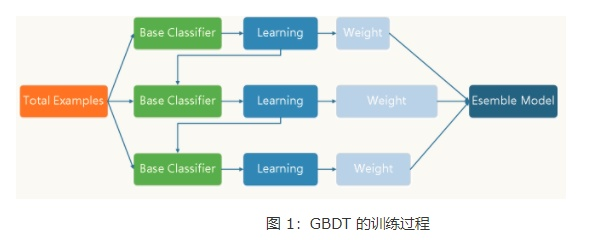 Base Classifier Learning Weight
Total Examples Base Classifier Learning Weight Esemble Model
Base Classifier Learning Weight
图 1：GBDT 的训练过程